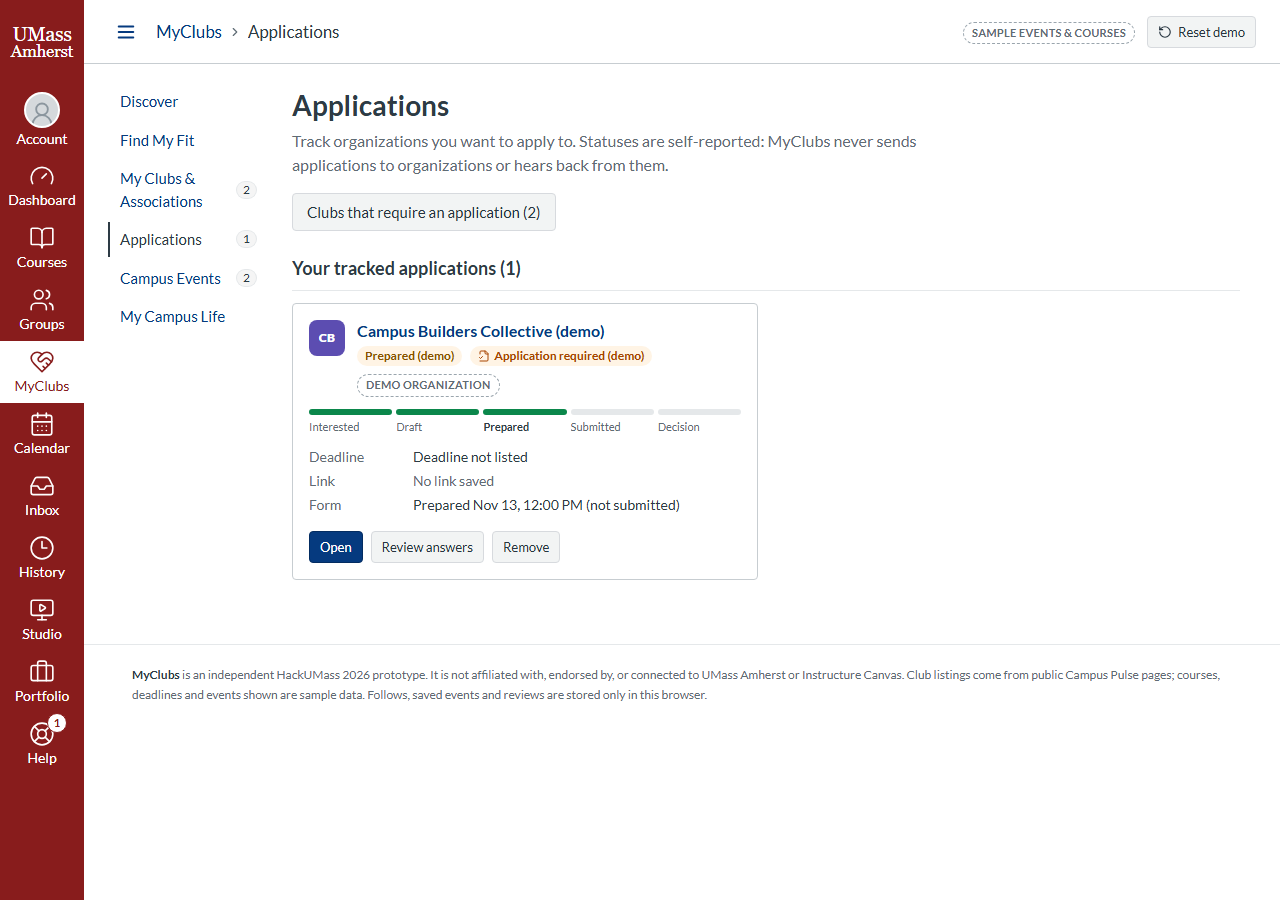 UMass
Amherst
Account
Dashboard
Courses
Groups
MyClubs
Calendar
Inbox
History
Studio
Portfolio
1
Help
MyClubs > Applications
SAMPLE EVENTS & COURSES
Reset demo
Discover
Find My Fit
My Clubs &
Associations
2
Applications
1
Campus Events
2
My Campus Life
Applications
Track organizations you want to apply to. Statuses are self-reported: MyClubs never sends
applications to organizations or hears back from them.
Clubs that require an application (2)
Your tracked applications (1)
CB
Campus Builders Collective (demo)
Prepared (demo)
Application required (demo)
DEMO ORGANIZATION
Interested
Draft
Prepared
Submitted
Decision
Deadline
Deadline not listed
Link
No link saved
Form
Prepared Nov 13, 12:00 PM (not submitted)
Open
Review answers
Remove
MyClubs is an independent HackUMass 2026 prototype. It is not affiliated with, endorsed by, or connected to UMass Amherst or Instructure Canvas. Club listings come from public Campus Pulse pages; courses,
deadlines and events shown are sample data. Follows, saved events and reviews are stored only in this browser.